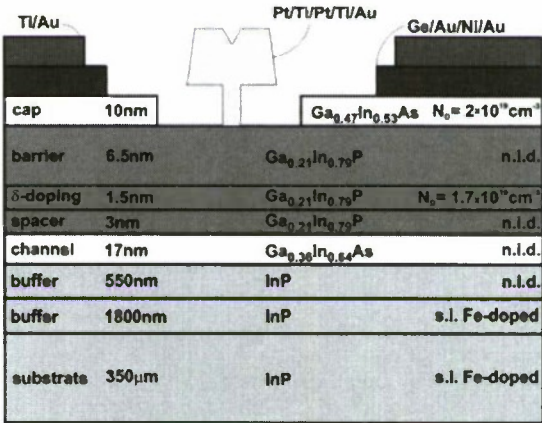 Ti/Au Pt/Ti/Pt/Ti/Au Ge/Au/Ni/Au
cap 10nm Ga0.47In0.53As ND= 2*10¹⁹cm⁻³
barrier 6.5nm Ga0.21In0.79P n.i.d.
δ-doping 1.5nm Ga0.21In0.79P ND= 1.7*10¹⁹cm⁻³
spacer 3nm Ga0.21In0.79P n.i.d.
channel 17nm Ga0.36In0.64As n.i.d.
buffer 550nm InP n.i.d.
buffer 1800nm InP s.i. Fe-doped
substrats 350µm InP s.i. Fe-doped